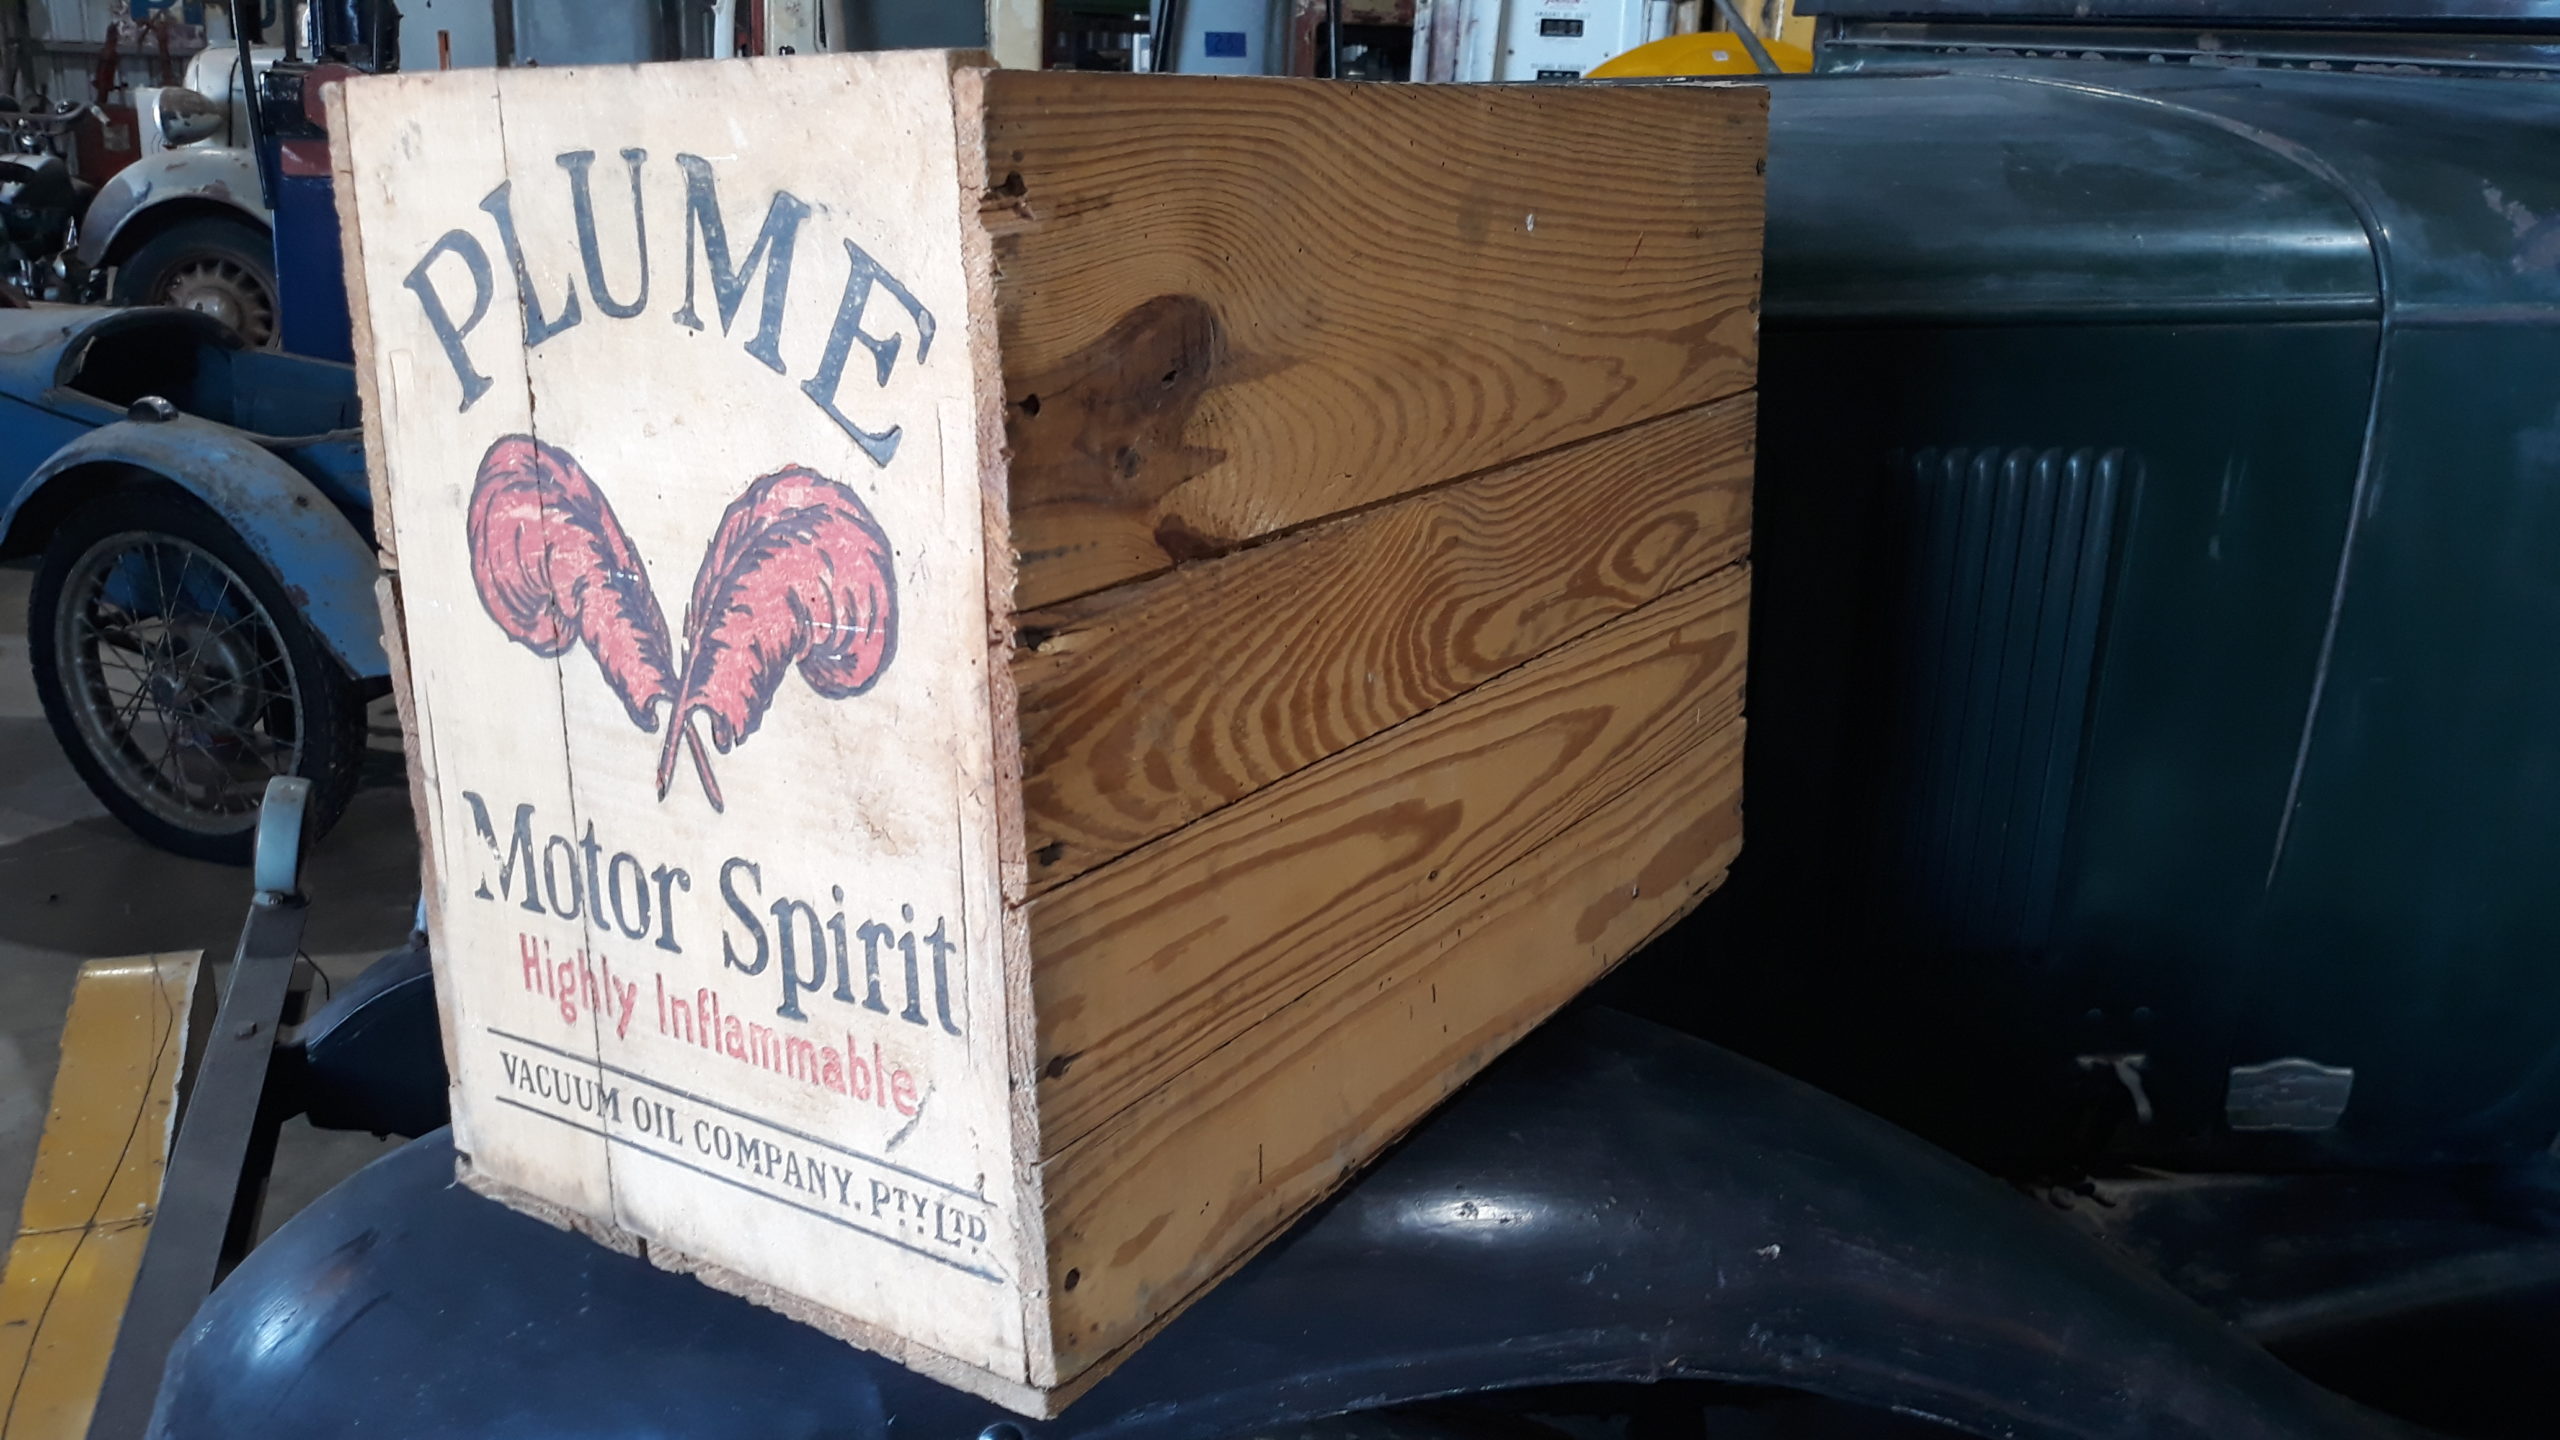 PLUME
Motor Spirit
Highly Inflammable
VACUUM OIL COMPANY. PTY LTD.